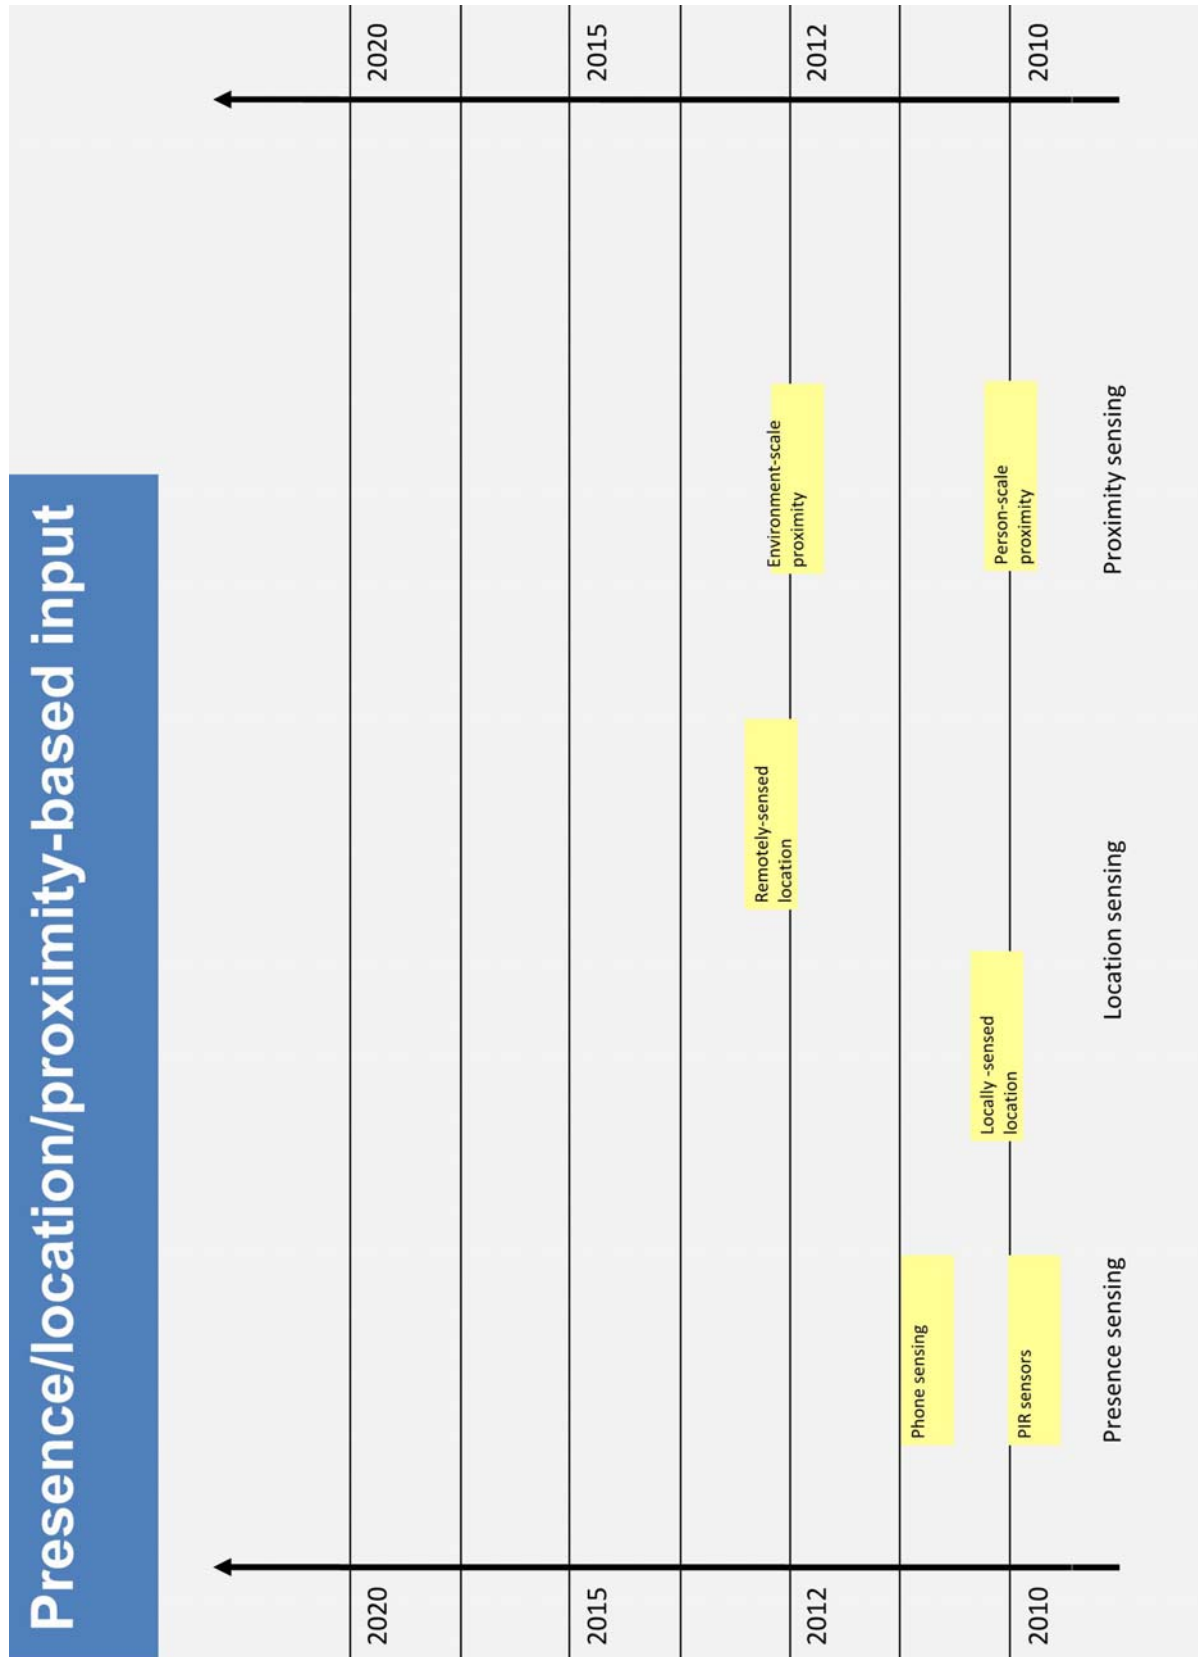 Presence/location/proximity-based input
2020
2020
2015
2015
2012
2012
2010
2010
Environment-scale
proximity
Remotely-sensed
location
Phone sensing
Locally -sensed
location
Person-scale
proximity
PIR sensors
Presence sensing
Location sensing
Proximity sensing